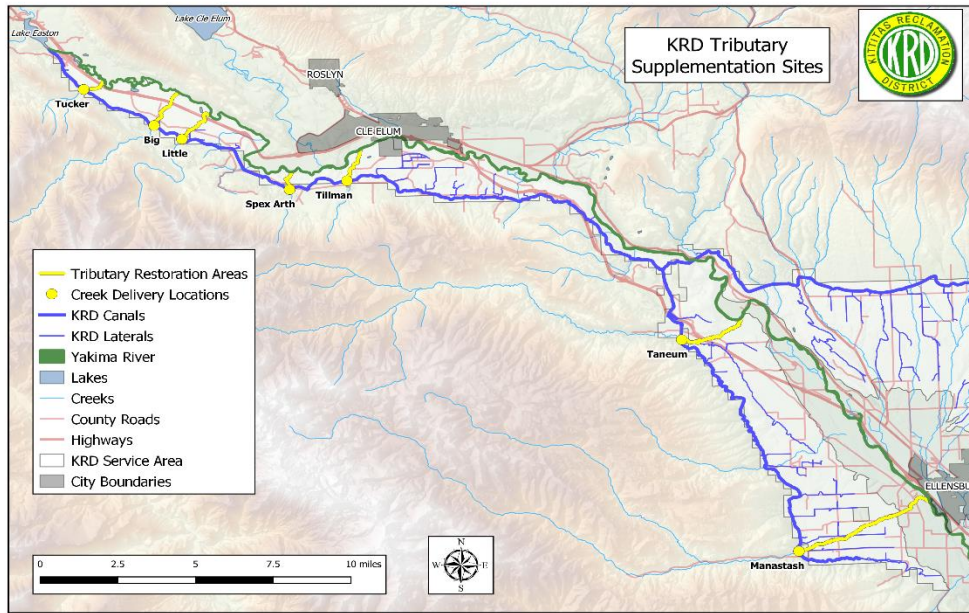 Lake Easton
Lake Cle Elum
KRD Tributary
Supplementation Sites
KITTITAS RECLAMATION
KRD
DISTRICT
ROSLYN
Tucker
Big
CLE ELUM
Little
Spex Arth
Tillman
Tributary Restoration Areas
Creek Delivery Locations
KRD Canals
KRD Laterals
Yakima River
Lakes
Creeks
County Roads
Highways
KRD Service Area
City Boundaries
Taneum
ELLENSBU
Manastash
0 2.5 5 7.5 10 miles
N
W E
S